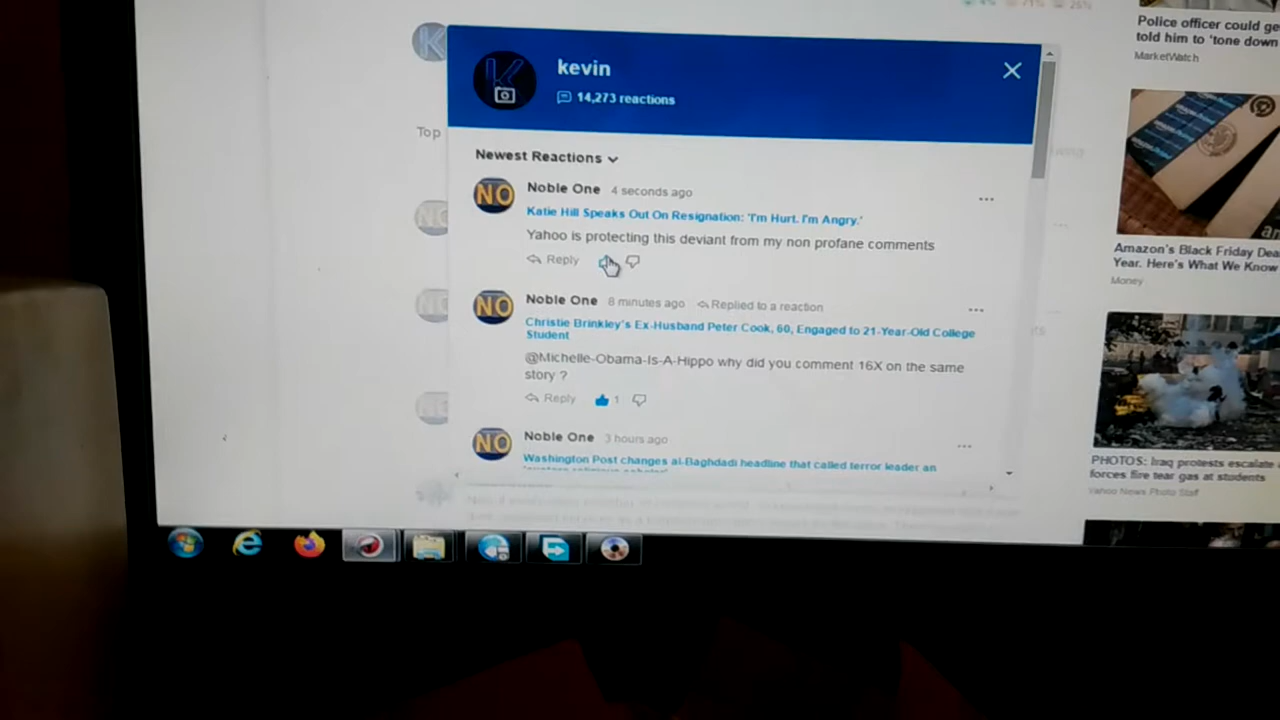 kevin
14,273 reactions
Top
Newest Reactions
NO
Noble One 4 seconds ago
Katie Hill Speaks Out On Resignation: 'I'm Hurt. I'm Angry.'
Yahoo is protecting this deviant from my non profane comments
Reply
NO
Noble One 8 minutes ago Replied to a reaction
Christie Brinkley's Ex-Husband Peter Cook, 60, Engaged to 21-Year-Old College
Student
@Michelle-Obama-Is-A-Hippo why did you comment 16X on the same
story ?
Reply 1
NO
Noble One 3 hours ago
Washington Post changes al-Baghdadi headline that called terror leader an
Police officer could ge
told him to 'tone down
MarketWatch
Amazon's Black Friday Dea
Year. Here's What We Know
Money
PHOTOS: Iraq protests escalate
forces fire tear gas at students
Yahoo News Photo Staff